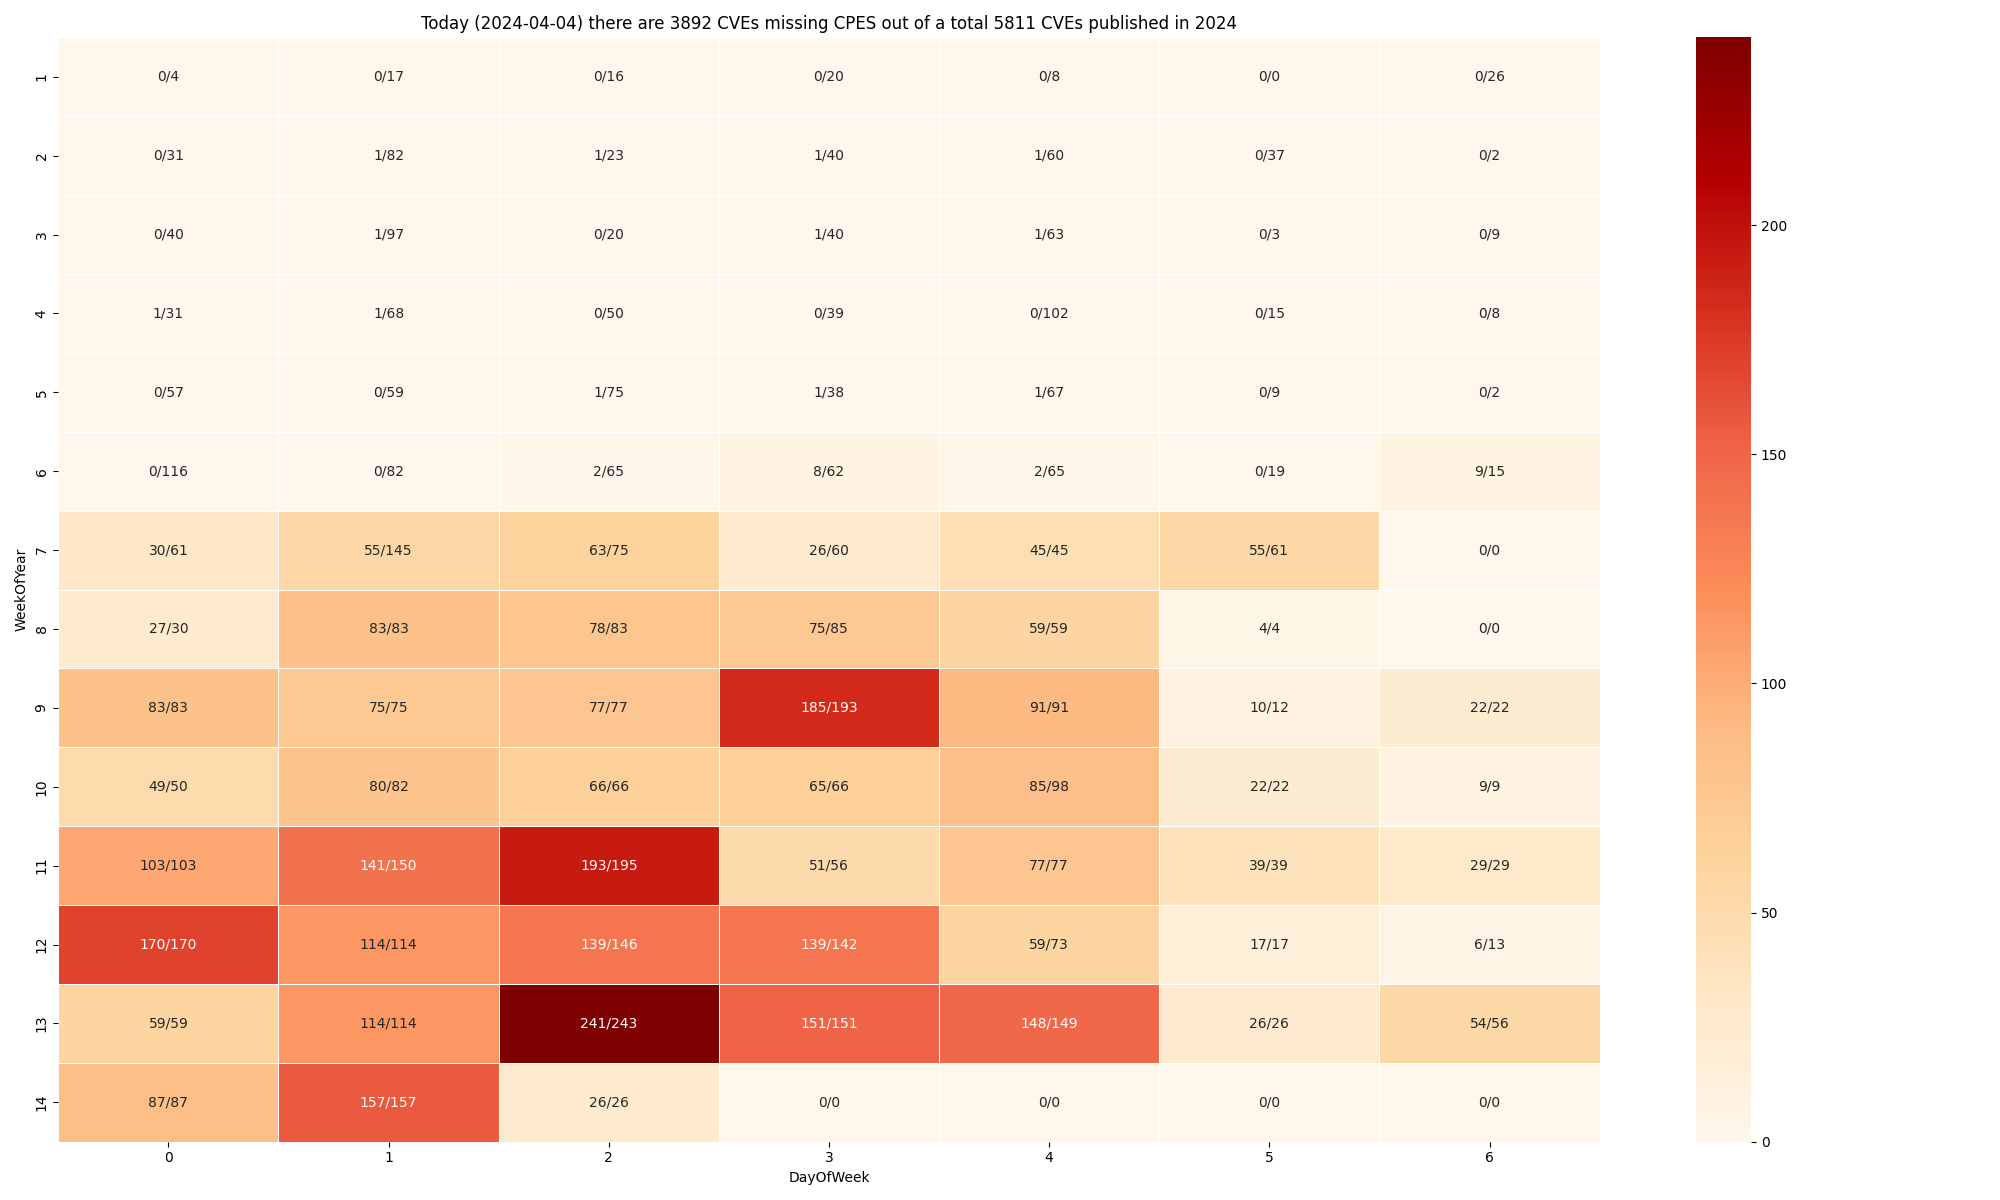 Today (2024-04-04) there are 3892 CVEs missing CPES out of a total 5811 CVEs published in 2024
WeekOfYear
1 0/4 0/17 0/16 0/20 0/8 0/0 0/26
2 0/31 1/82 1/23 1/40 1/60 0/37 0/2
3 0/40 1/97 0/20 1/40 1/63 0/3 0/9
4 1/31 1/68 0/50 0/39 0/102 0/15 0/8
5 0/57 0/59 1/75 1/38 1/67 0/9 0/2
6 0/116 0/82 2/65 8/62 2/65 0/19 9/15
7 30/61 55/145 63/75 26/60 45/45 55/61 0/0
8 27/30 83/83 78/83 75/85 59/59 4/4 0/0
9 83/83 75/75 77/77 185/193 91/91 10/12 22/22
10 49/50 80/82 66/66 65/66 85/98 22/22 9/9
11 103/103 141/150 193/195 51/56 77/77 39/39 29/29
12 170/170 114/114 139/146 139/142 59/73 17/17 6/13
13 59/59 114/114 241/243 151/151 148/149 26/26 54/56
14 87/87 157/157 26/26 0/0 0/0 0/0 0/0
0 1 2 3 4 5 6
DayOfWeek
200
150
100
50
0